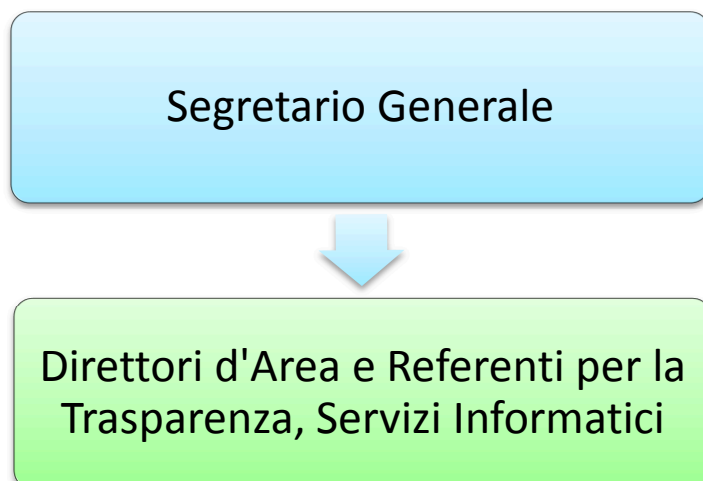 Segretario Generale
Direttori d'Area e Referenti per la
Trasparenza, Servizi Informatici